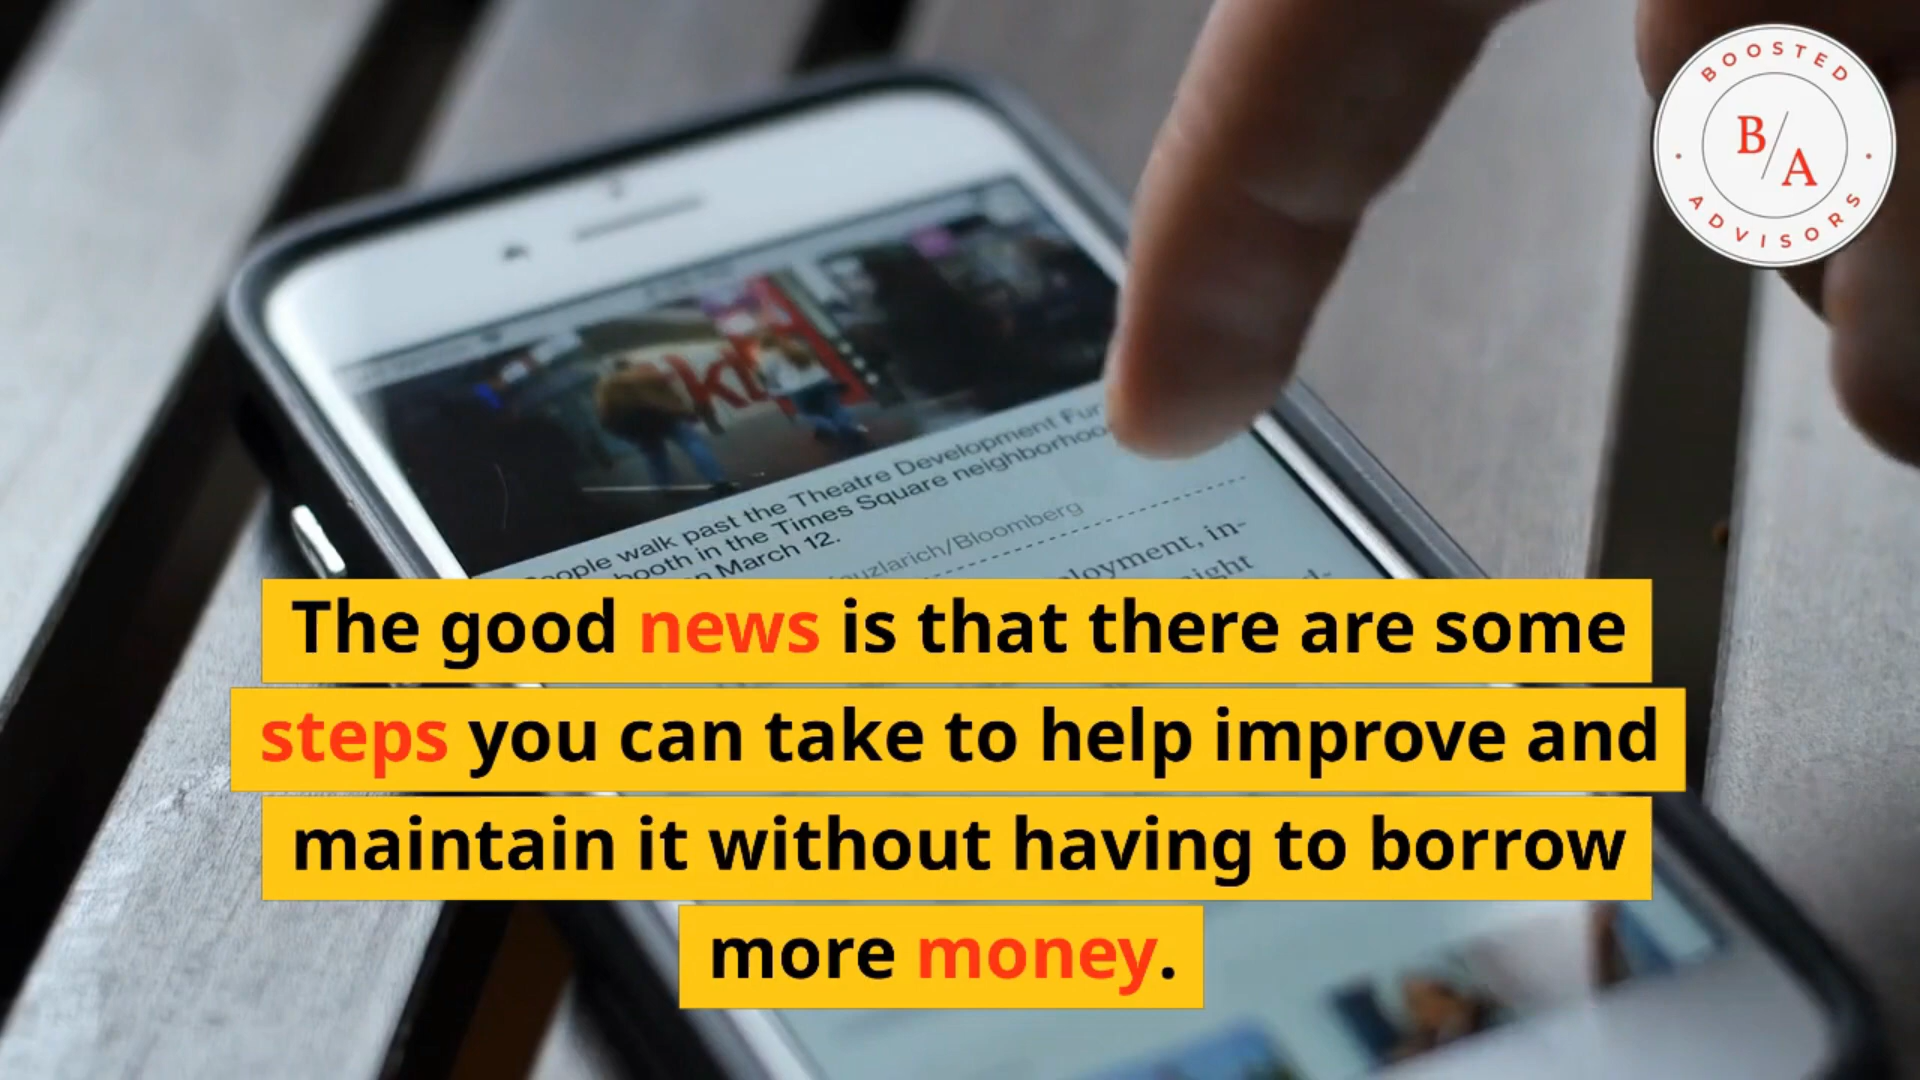 BOOSTED
B/A
ADVISORS
People walk past the Theatre Development
booth in the Times Square
March 12.
/Bloomberg
in-
The good news is that there are some
steps you can take to help improve and
maintain it without having to borrow
more money.